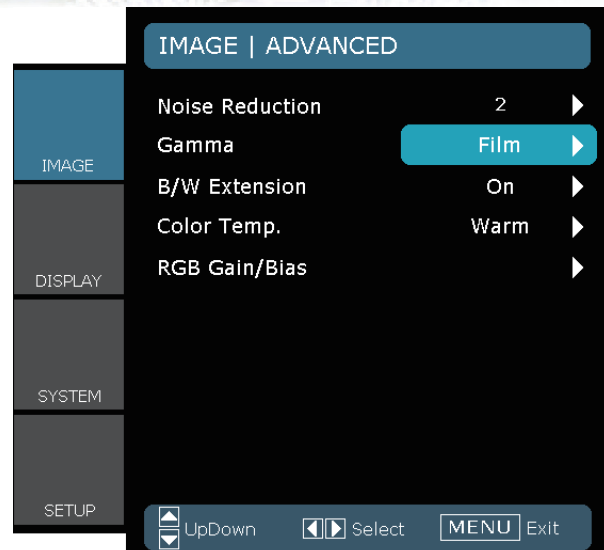 IMAGE | ADVANCED
Noise Reduction 2
Gamma Film
B/W Extension On
Color Temp. Warm
RGB Gain/Bias
IMAGE
DISPLAY
SYSTEM
SETUP
UpDown Select MENU Exit